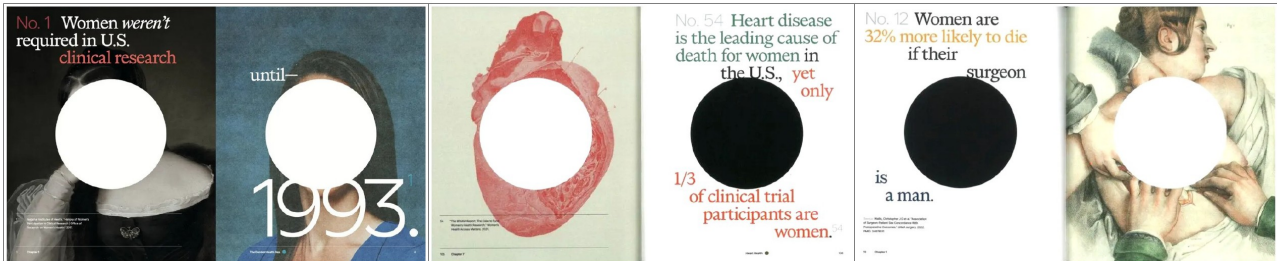 No. 1 Women weren't
required in U.S.
clinical research
until—
1993.
No. 54 Heart disease
is the leading cause of
death for women in
the U.S., yet
only
1/3
of clinical trial
participants are
women.
No. 12 Women are
32% more likely to die
if their
surgeon
is
a man.